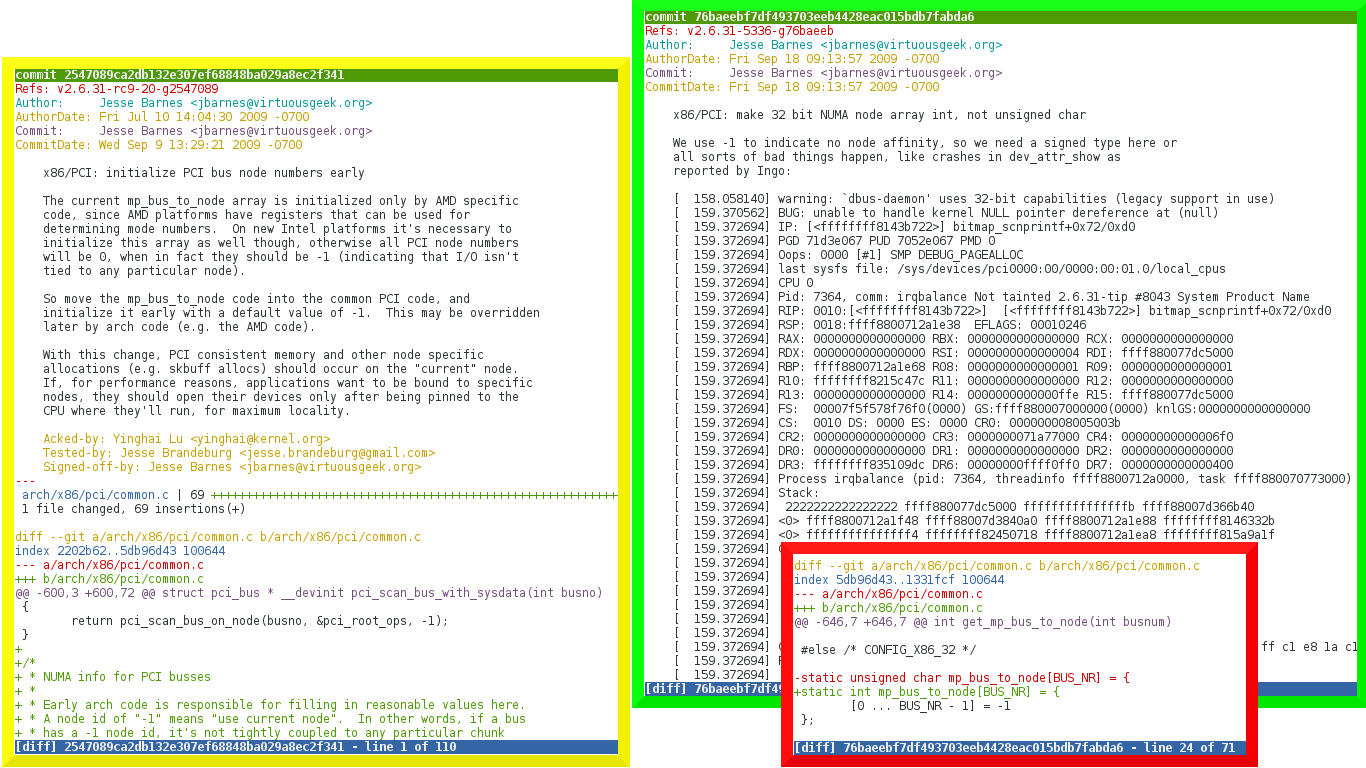 commit 2547089ca2db132e307ef68848ba029a8ec2f341
Refs: v2.6.31-rc9-20-g2547089
Author:     Jesse Barnes <jbarnes@virtuousgeek.org>
AuthorDate: Fri Jul 10 14:04:30 2009 -0700
Commit:     Jesse Barnes <jbarnes@virtuousgeek.org>
CommitDate: Wed Sep 9 13:29:21 2009 -0700
x86/PCI: initialize PCI bus node numbers early
The current mp_bus_to_node array is initialized only by AMD specific
code, since AMD platforms have registers that can be used for
determining mode numbers.  On new Intel platforms it's necessary to
initialize this array as well though, otherwise all PCI node numbers
will be 0, when in fact they should be -1 (indicating that I/O isn't
tied to any particular node).
So move the mp_bus_to_node code into the common PCI code, and
initialize it early with a default value of -1.  This may be overridden
later by arch code (e.g. the AMD code).
With this change, PCI consistent memory and other node specific
allocations (e.g. skbuff allocs) should occur on the "current" node.
If, for performance reasons, applications want to be bound to specific
nodes, they should open their devices only after being pinned to the
CPU where they'll run, for maximum locality.
Acked-by: Yinghai Lu <yinghai@kernel.org>
Tested-by: Jesse Brandeburg <jesse.brandeburg@gmail.com>
Signed-off-by: Jesse Barnes <jbarnes@virtuousgeek.org>
---
arch/x86/pci/common.c | 69 ++++++++++++++++++++++++++++++++++++++++++++++++++++++++++
1 file changed, 69 insertions(+)
diff --git a/arch/x86/pci/common.c b/arch/x86/pci/common.c
index 2202b62..5db96d43 100644
--- a/arch/x86/pci/common.c
+++ b/arch/x86/pci/common.c
@@ -600,3 +600,72 @@ struct pci_bus * __devinit pci_scan_bus_with_sysdata(int busno)
{
return pci_scan_bus_on_node(busno, &pci_root_ops, -1);
}
+
+/*
+ * NUMA info for PCI busses
+ *
+ * Early arch code is responsible for filling in reasonable values here.
+ * A node id of "-1" means "use current node".  In other words, if a bus
+ * has a -1 node id, it's not tightly coupled to any particular chunk
[diff] 2547089ca2db132e307ef68848ba029a8ec2f341 - line 1 of 110
commit 76baeebf7df493703eeb4428eac015bdb7fabda6
Refs: v2.6.31-5336-g76baeeb
Author:     Jesse Barnes <jbarnes@virtuousgeek.org>
AuthorDate: Fri Sep 18 09:13:57 2009 -0700
Commit:     Jesse Barnes <jbarnes@virtuousgeek.org>
CommitDate: Fri Sep 18 09:13:57 2009 -0700
x86/PCI: make 32 bit NUMA node array int, not unsigned char
We use -1 to indicate no node affinity, so we need a signed type here or
all sorts of bad things happen, like crashes in dev_attr_show as
reported by Ingo:
[  158.058140] warning: `dbus-daemon' uses 32-bit capabilities (legacy support in use)
[  159.370562] BUG: unable to handle kernel NULL pointer dereference at (null)
[  159.372694] IP: [<ffffffff8143b722>] bitmap_scnprintf+0x72/0xd0
[  159.372694] PGD 71d3e067 PUD 7052e067 PMD 0
[  159.372694] Oops: 0000 [#1] SMP DEBUG_PAGEALLOC
[  159.372694] last sysfs file: /sys/devices/pci0000:00/0000:00:01.0/local_cpus
[  159.372694] CPU 0
[  159.372694] Pid: 7364, comm: irqbalance Not tainted 2.6.31-tip #8043 System Product Name
[  159.372694] RIP: 0010:[<ffffffff8143b722>]  [<ffffffff8143b722>] bitmap_scnprintf+0x72/0xd0
[  159.372694] RSP: 0018:ffff8800712a1e38  EFLAGS: 00010246
[  159.372694] RAX: 0000000000000000 RBX: 0000000000000000 RCX: 0000000000000000
[  159.372694] RDX: 0000000000000000 RSI: 0000000000000004 RDI: ffff880077dc5000
[  159.372694] RBP: ffff8800712a1e68 R08: 0000000000000001 R09: 0000000000000001
[  159.372694] R10: ffffffff8215c47c R11: 0000000000000000 R12: 0000000000000000
[  159.372694] R13: 0000000000000000 R14: 0000000000000ffe R15: ffff880077dc5000
[  159.372694] FS:  00007f5f578f76f0(0000) GS:ffff880007000000(0000) knlGS:0000000000000000
[  159.372694] CS:  0010 DS: 0000 ES: 0000 CR0: 000000008005003b
[  159.372694] CR2: 0000000000000000 CR3: 0000000071a77000 CR4: 00000000000006f0
[  159.372694] DR0: 0000000000000000 DR1: 0000000000000000 DR2: 0000000000000000
[  159.372694] DR3: ffffffff835109dc DR6: 00000000ffff0ff0 DR7: 0000000000000400
[  159.372694] Process irqbalance (pid: 7364, threadinfo ffff8800712a0000, task ffff880070773000)
[  159.372694] Stack:
[  159.372694]  2222222222222222 ffff880077dc5000 fffffffffffffffb ffff88007d366b40
[  159.372694] <0> ffff8800712a1f48 ffff88007d3840a0 ffff8800712a1e88 ffffffff8146332b
[  159.372694] <0> fffffffffffffff4 ffffffff82450718 ffff8800712a1ea8 ffffffff815a9a1f
[  159.372694]
[  159.372694]
[  159.372694]
[  159.372694]
[  159.372694]
[  159.372694]
[  159.372694]
[  159.372694] ff c1 e8 1a c1
[  159.372694]
[  159.372694]
[diff] 76baeebf7df49
diff --git a/arch/x86/pci/common.c b/arch/x86/pci/common.c
index 5db96d43..1331fcf 100644
--- a/arch/x86/pci/common.c
+++ b/arch/x86/pci/common.c
@@ -646,7 +646,7 @@ int get_mp_bus_to_node(int busnum)
#else /* CONFIG_X86_32 */
-static unsigned char mp_bus_to_node[BUS_NR] = {
+static int mp_bus_to_node[BUS_NR] = {
[0 ... BUS_NR - 1] = -1
};
[diff] 76baeebf7df493703eeb4428eac015bdb7fabda6 - line 24 of 71